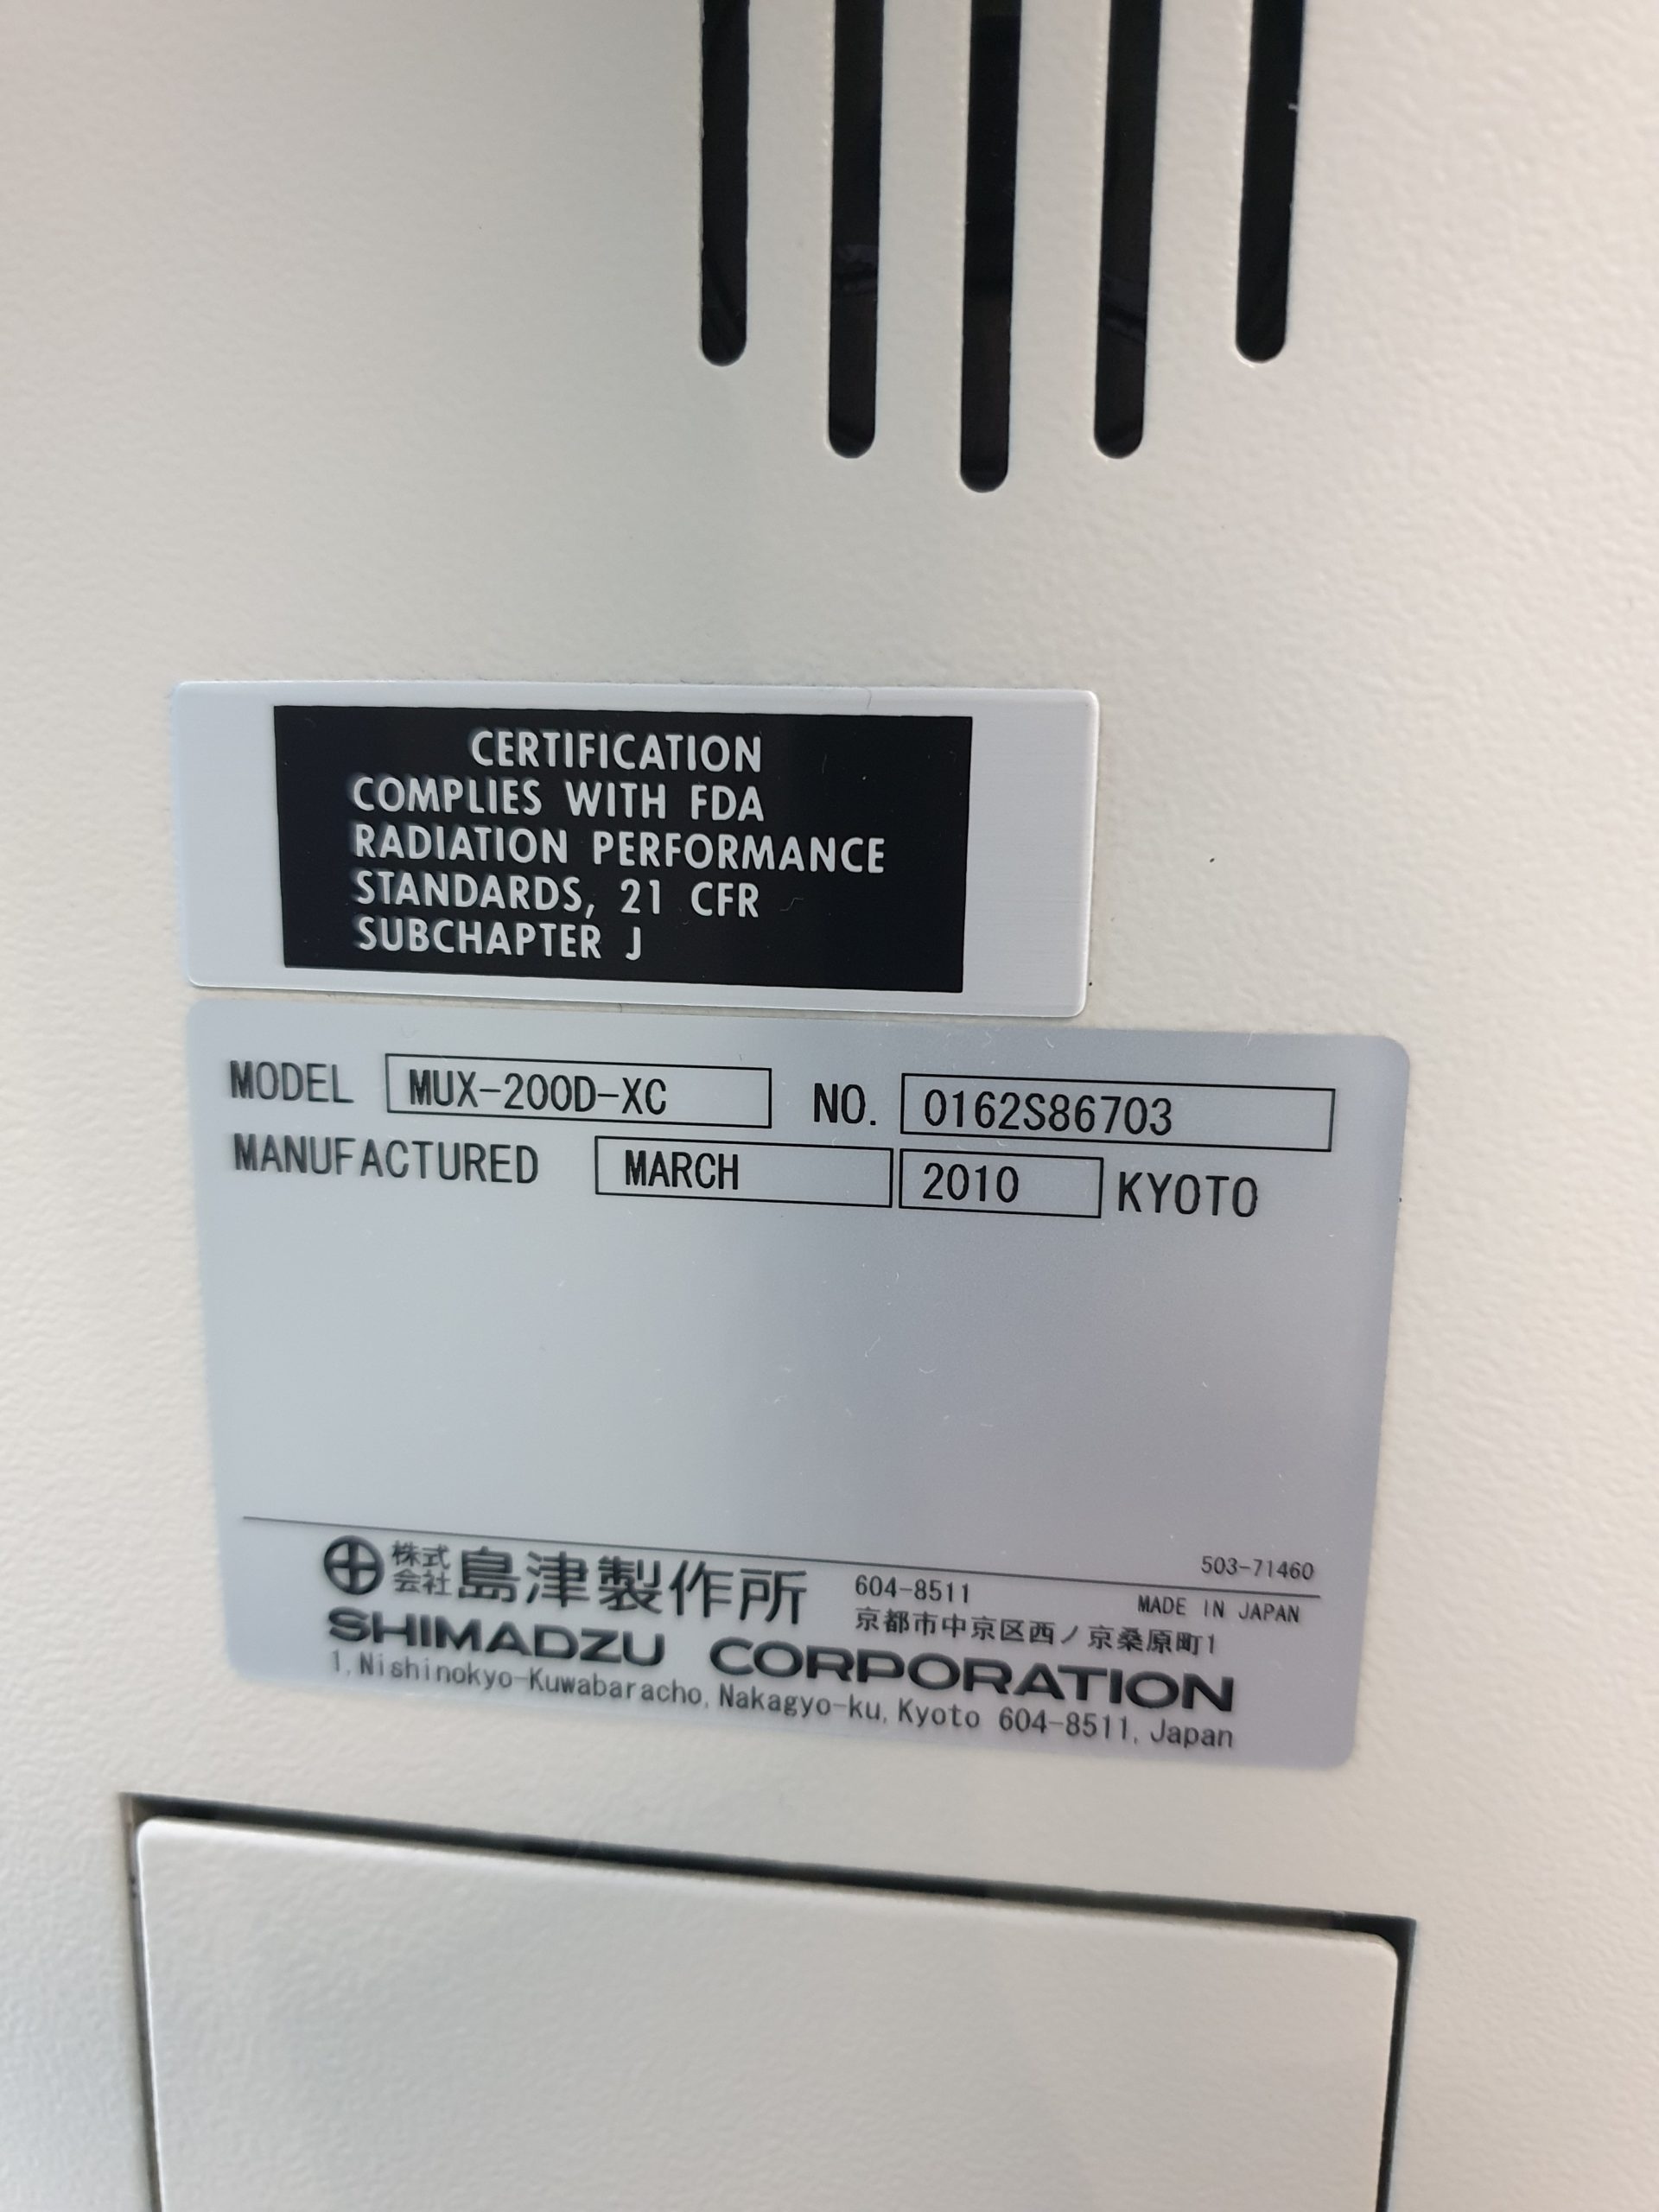 CERTIFICATION
COMPLIES WITH FDA
RADIATION PERFORMANCE
STANDARDS, 21 CFR
SUBCHAPTER J
MODEL MUX-200D-XC NO. 0162S86703
MANUFACTURED MARCH 2010 KYOTO
503-71460
株式会社 島津製作所 604-8511 MADE IN JAPAN
京都市中京区西ノ京桑原町1
SHIMADZU CORPORATION
1, Nishinokyo-Kuwabaracho, Nakagyo-ku, Kyoto 604-8511, Japan